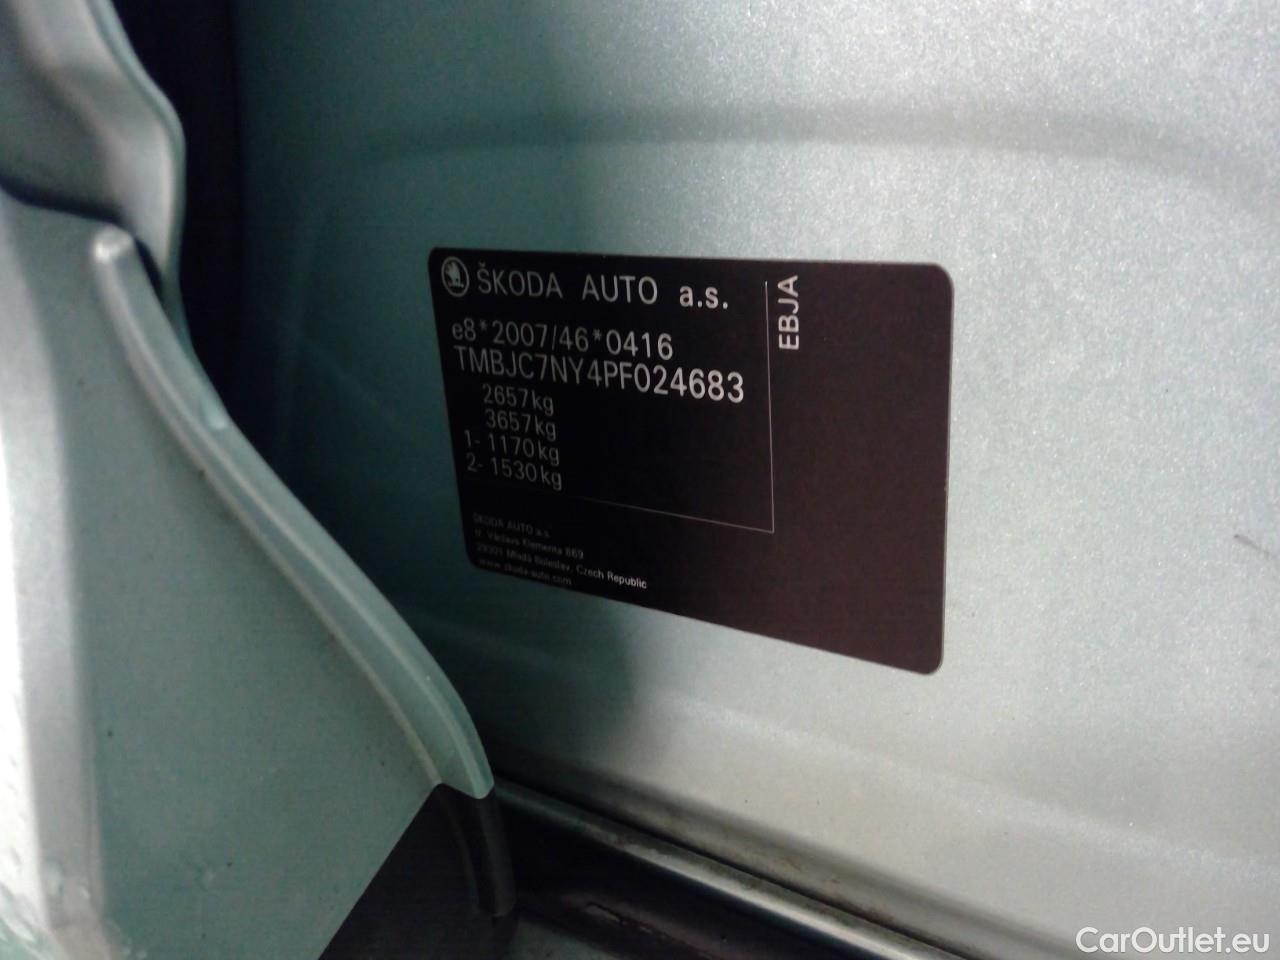 ŠKODA AUTO a.s.
EBJA
e8*2007/46*0416
TMBJC7NY4PF024683
2657kg
3657kg
1- 1170kg
2- 1530kg
ŠKODA AUTO a.s.
tř. Václava Klementa 869
29301 Mladá Boleslav, Czech Republic
www.skoda-auto.com
CarOutlet.eu